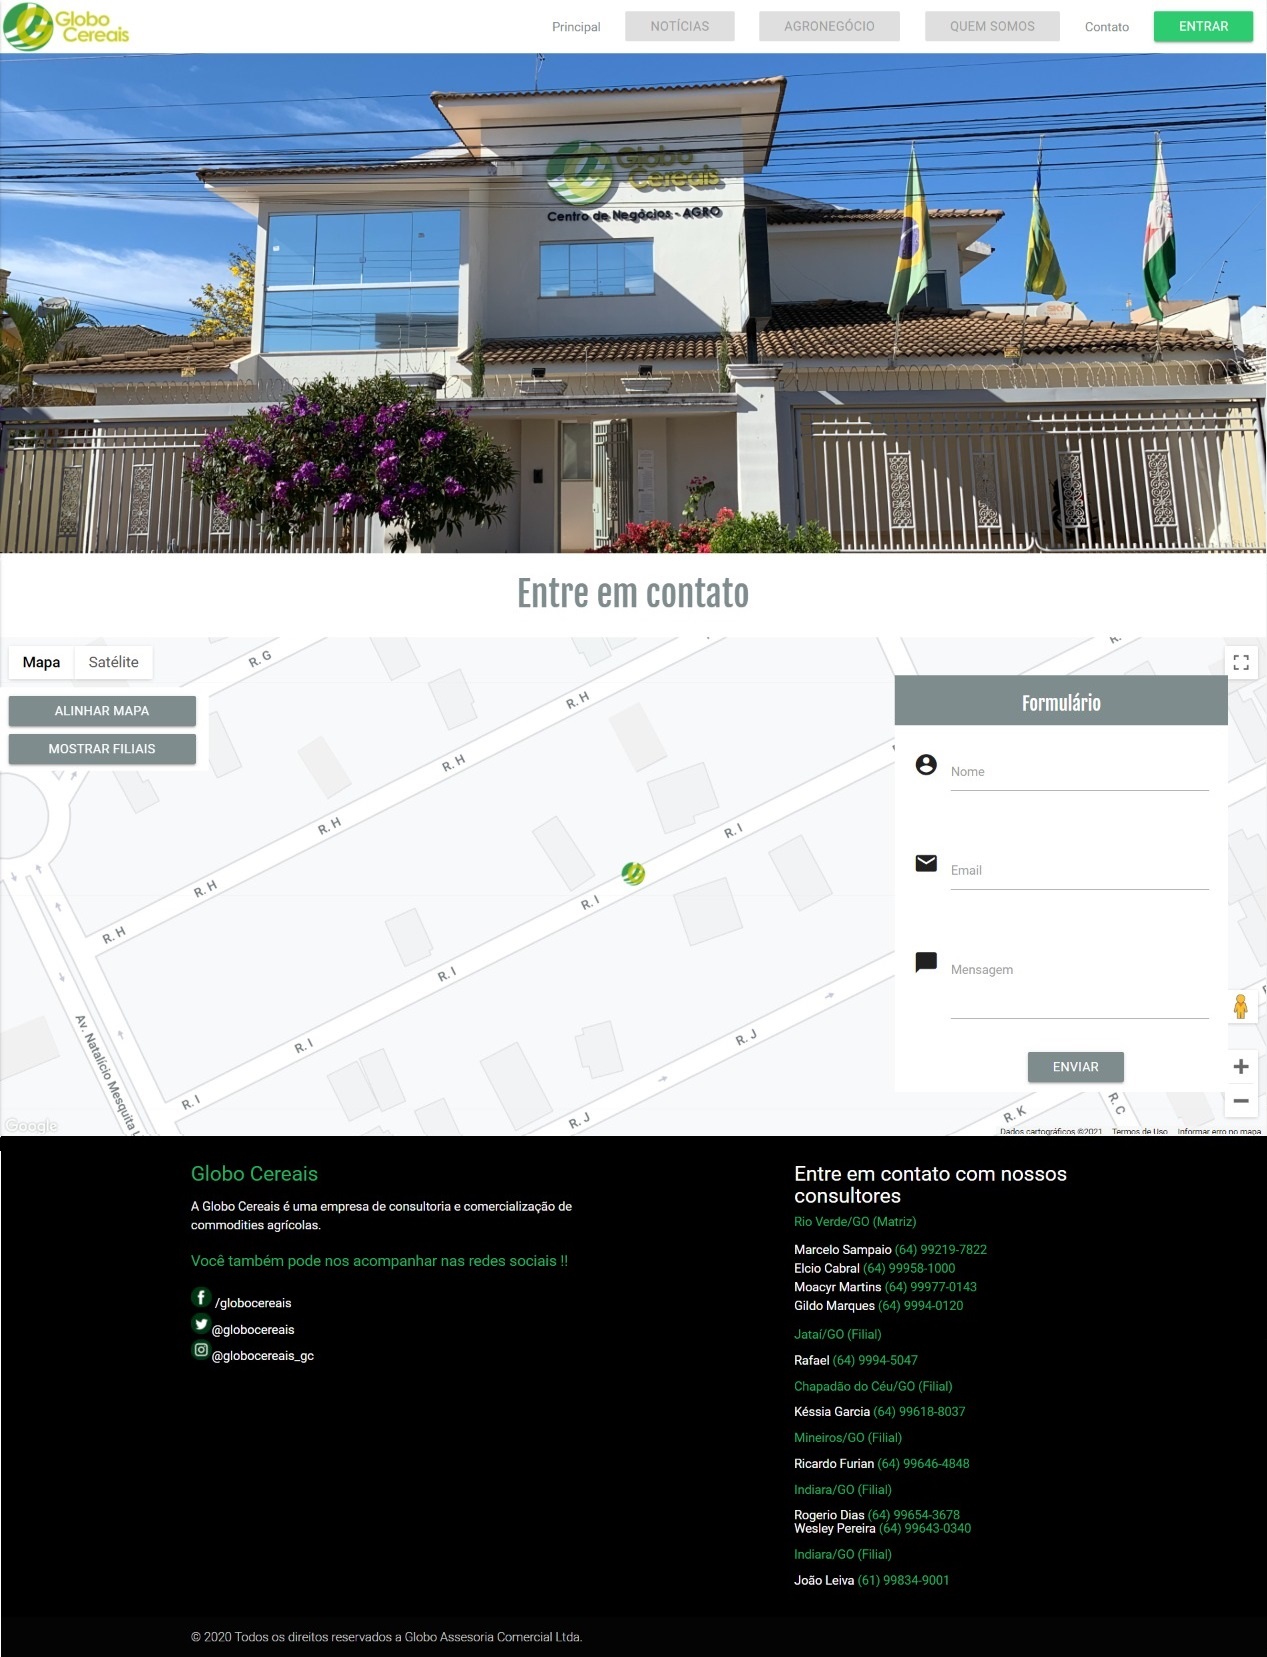 Globo
Cereais
Principal
NOTÍCIAS
AGRONEGÓCIO
QUEM SOMOS
Contato
ENTRAR
Globo
Cereais
Centro de Negócios - AGRO
SKY
Entre em contato
Mapa
Satélite
ALINHAR MAPA
MOSTRAR FILIAIS
R. G
R. H
R. H
R. H
R. H
R. H
R. I
R. I
R. I
R. I
R. I
R. J
R. J
R. K
R. C
Av. Natalício Mesquita
Google
Formulário
Nome
Email
Mensagem
ENVIAR
Dados cartográficos ©2021
Termos de Uso
Informar erro no mapa
Globo Cereais
A Globo Cereais é uma empresa de consultoria e comercialização de
commodities agrícolas.
Você também pode nos acompanhar nas redes sociais !!
/globocereais
@globocereais
@globocereais_gc
Entre em contato com nossos
consultores
Rio Verde/GO (Matriz)
Marcelo Sampaio (64) 99219-7822
Elcio Cabral (64) 99958-1000
Moacyr Martins (64) 99977-0143
Gildo Marques (64) 9994-0120
Jataí/GO (Filial)
Rafael (64) 9994-5047
Chapadão do Céu/GO (Filial)
Késsia Garcia (64) 99618-8037
Mineiros/GO (Filial)
Ricardo Furian (64) 99646-4848
Indiara/GO (Filial)
Rogerio Dias (64) 99654-3678
Wesley Pereira (64) 99643-0340
Indiara/GO (Filial)
João Leiva (61) 99834-9001
© 2020 Todos os direitos reservados a Globo Assesoria Comercial Ltda.